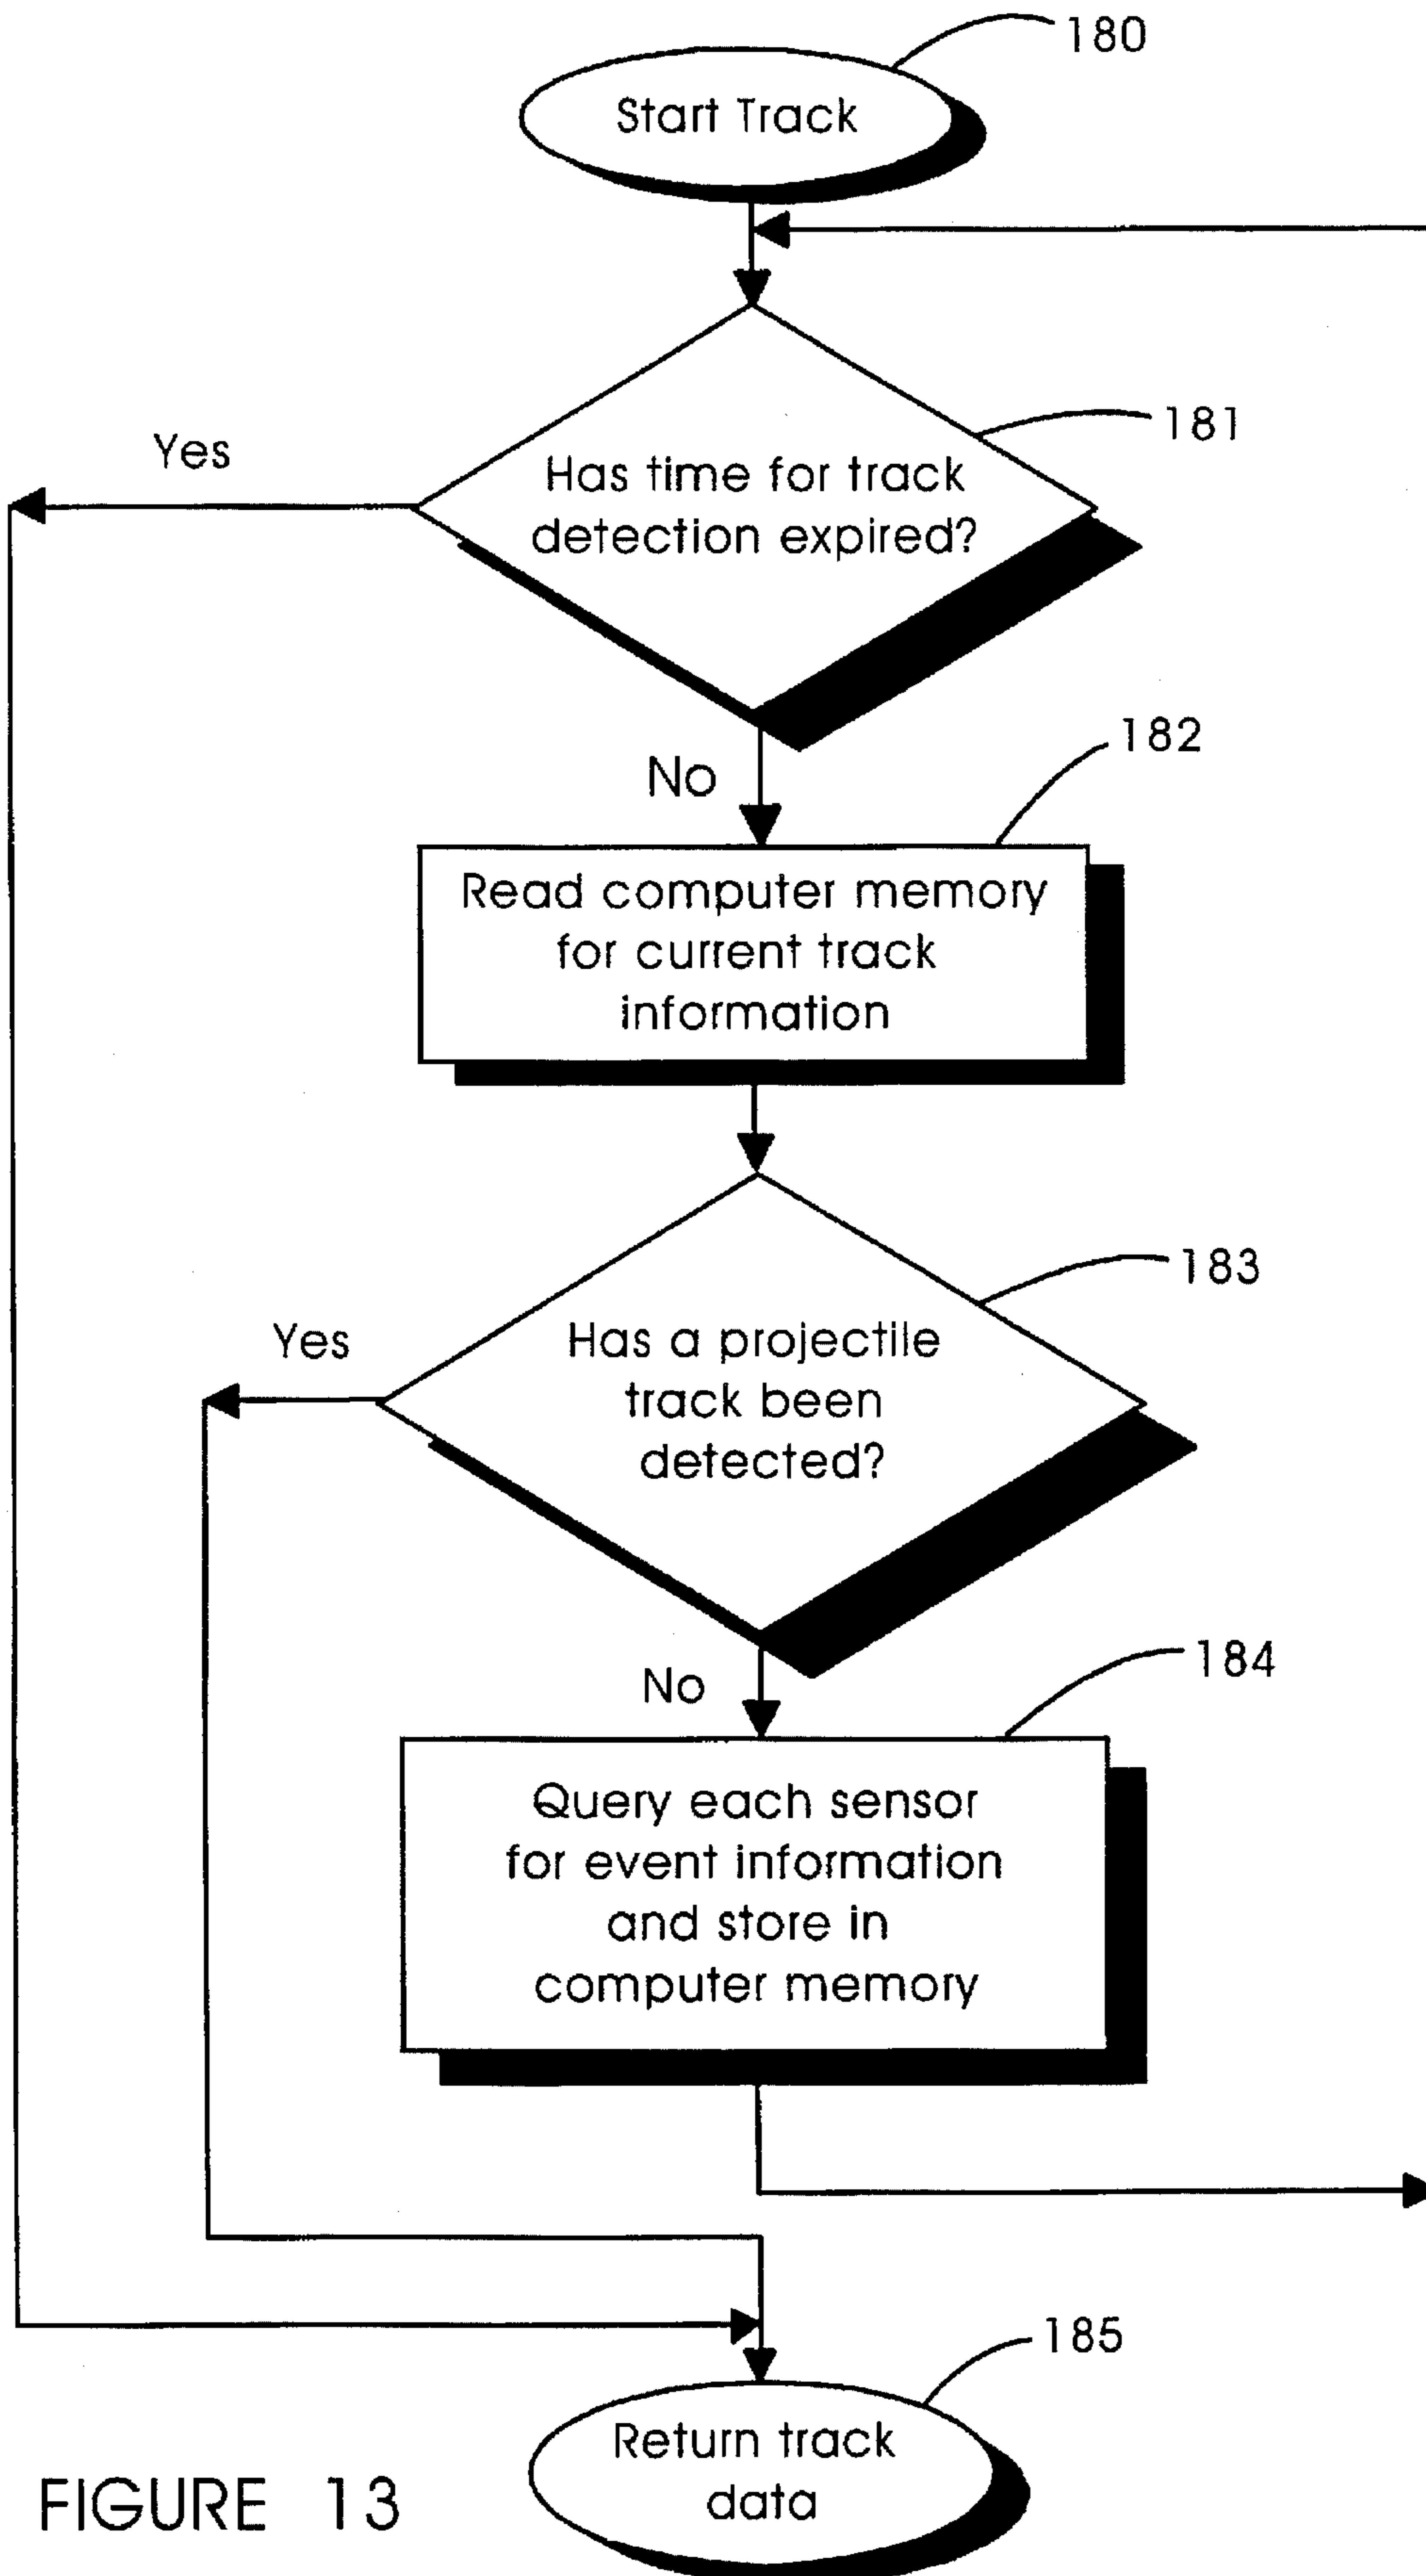 180
Start Track
181
Yes
Has time for track
detection expired?
182
No
Read computer memory
for current track
information
183
Yes
Has a projectile
track been
detected?
184
No
Query each sensor
for event information
and store in
computer memory
185
Return track
data
FIGURE 13